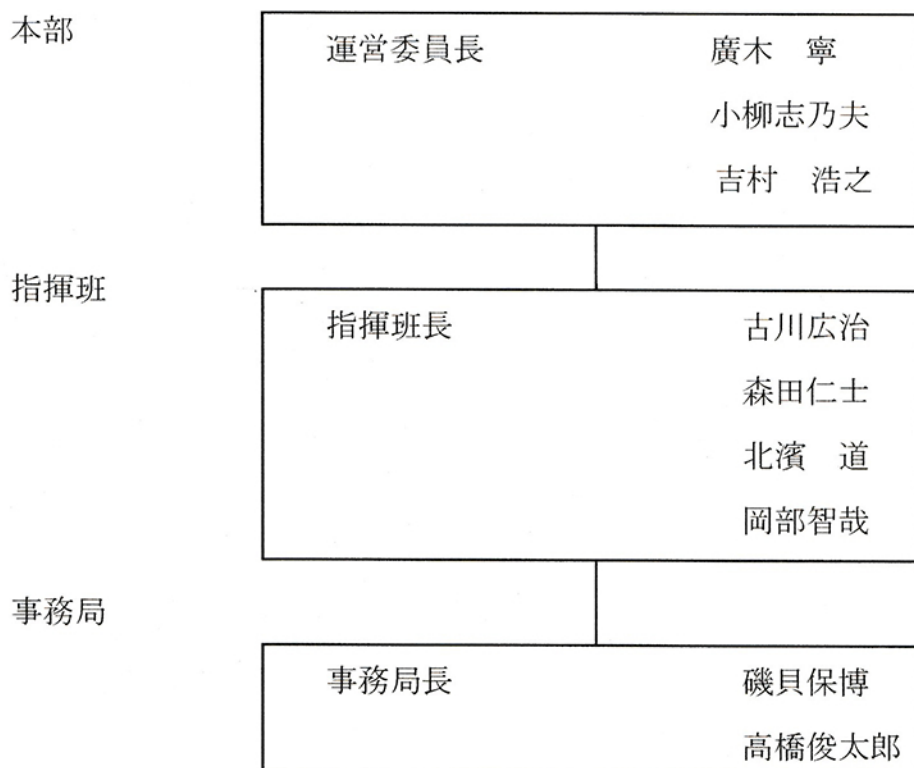 本部
運営委員長　廣木　寧
小柳志乃夫
吉村　浩之
指揮班
指揮班長　古川広治
森田仁士
北濱　道
岡部智哉
事務局
事務局長　磯貝保博
高橋俊太郎